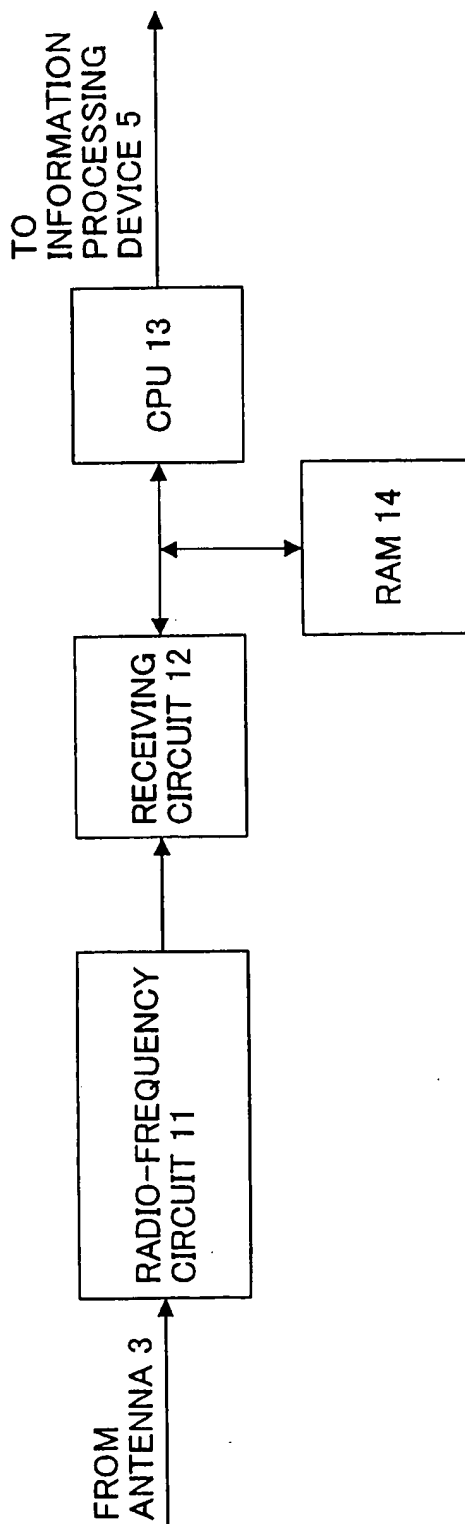 FROM
ANTENNA 3
RADIO-FREQUENCY
CIRCUIT 11
RECEIVING
CIRCUIT 12
RAM 14
CPU 13
TO
INFORMATION
PROCESSING
DEVICE 5